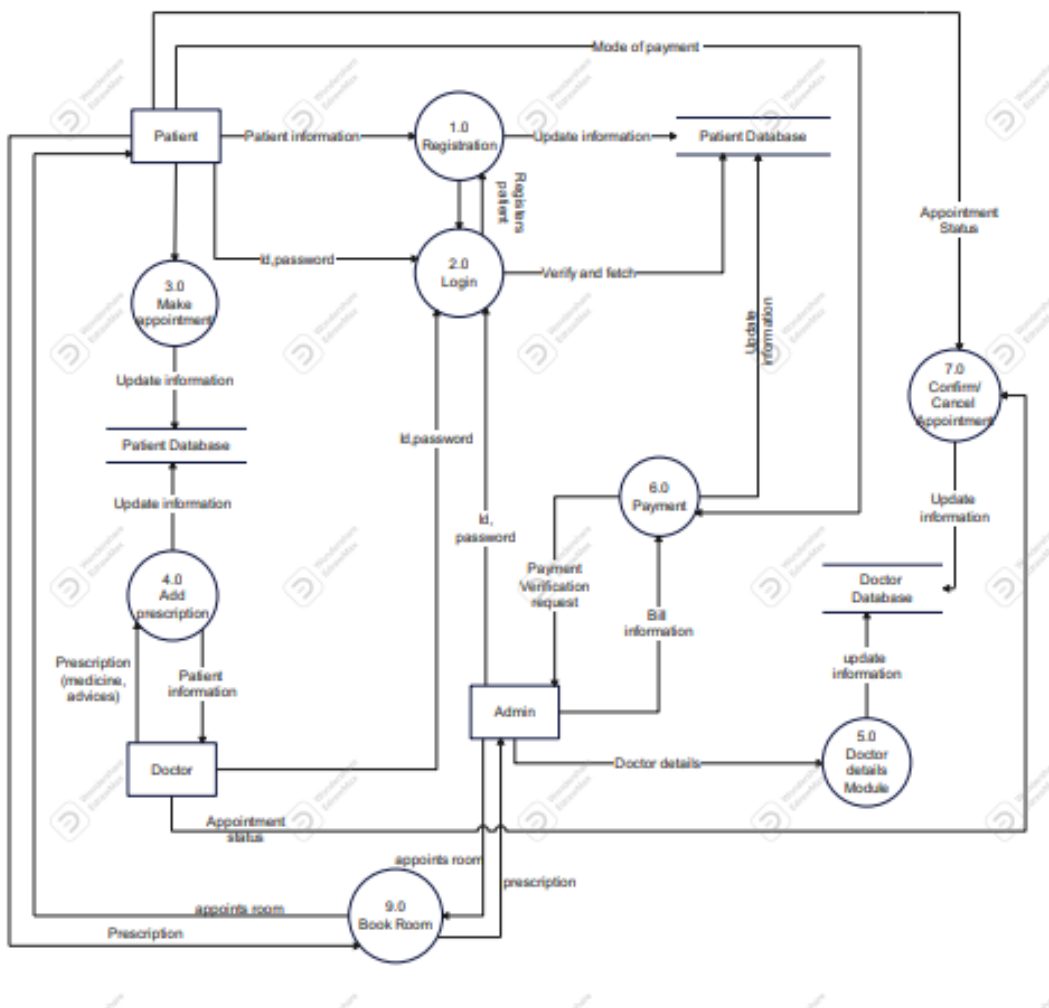 Mode of payment
Patient
Patient information
1.0
Registration
Update information
Patient Database
Registers
patient
Appointment
Status
Id,password
2.0
Login
Verify and fetch
3.0
Make
appointment
Update
information
Update information
7.0
Confirm/
Cancel
Appointment
Patient Database
Id,password
Update information
6.0
Payment
Update
information
Id,
password
4.0
Add
prescription
Payment
Verification
request
Doctor
Database
Bill
information
Prescription
(medicine,
advices)
Patient
information
update
information
Admin
5.0
Doctor
details
Module
Doctor
Doctor details
Appointment
status
appoints room
prescription
9.0
Book Room
appoints room
Prescription
Wondershare
EdrawMax